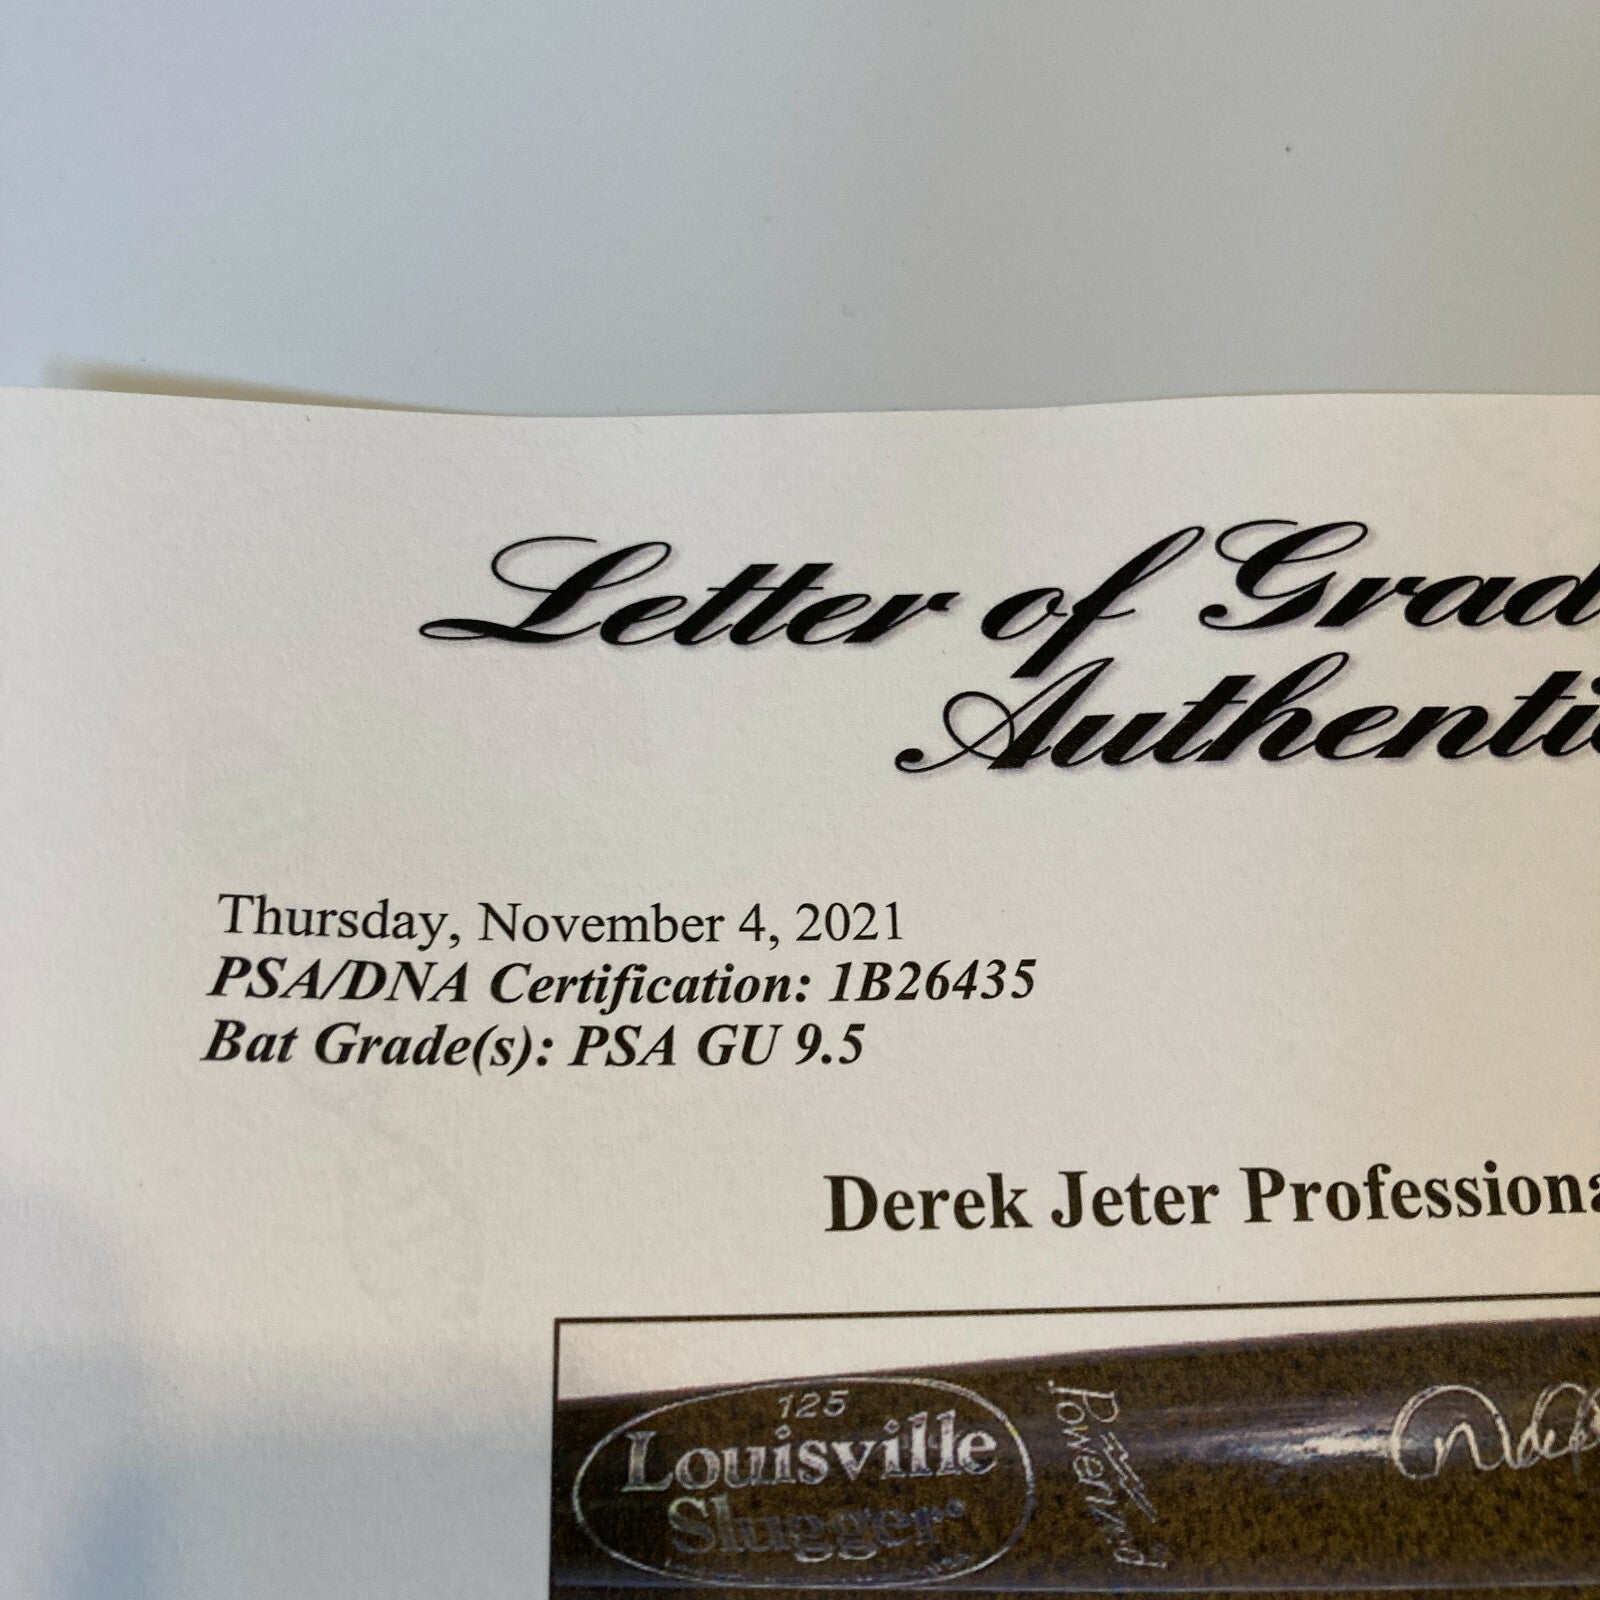 Letter of Grad
Authenti
Thursday, November 4, 2021
PSA/DNA Certification: 1B26435
Bat Grade(s): PSA GU 9.5
Derek Jeter Professiona
125
Louisville
Slugger®
Powerized